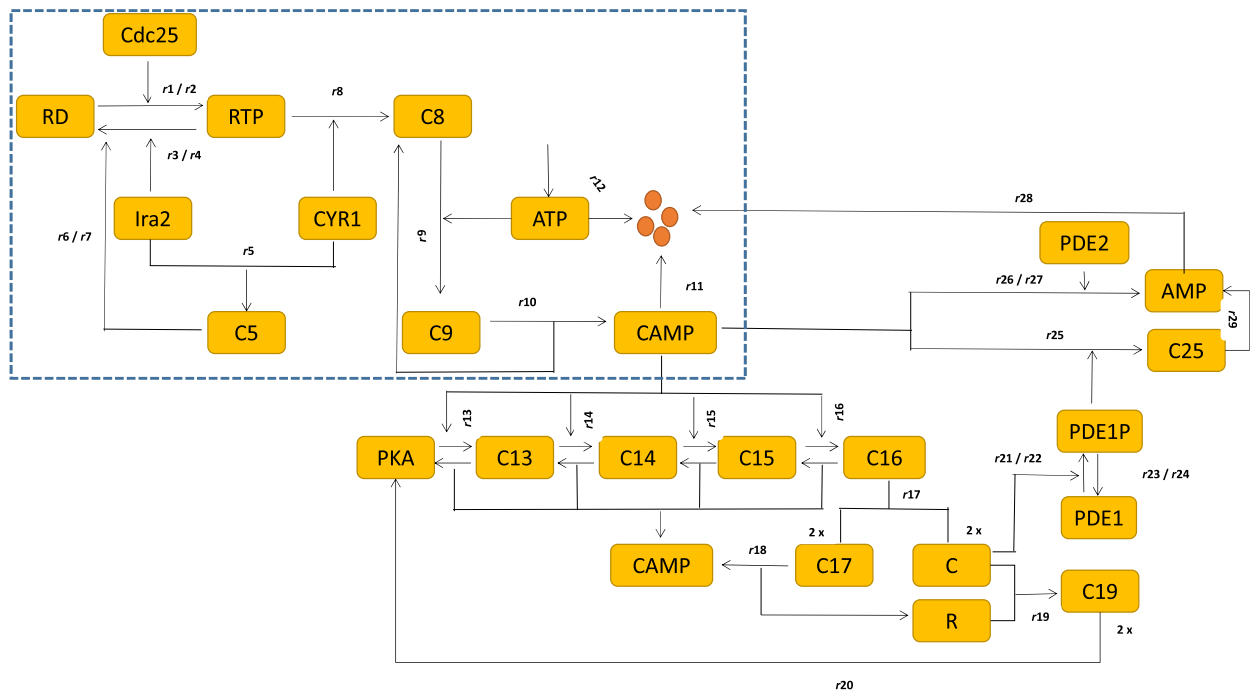 Cdc25
RD
r1 / r2
RTP
r8
C8
r3 / r4
r12
Ira2
CYR1
ATP
r28
PDE2
r6 / r7
r5
r9
r26 / r27
AMP
r11
r10
C5
C9
CAMP
r25
C25
r29
r13
r14
r15
r16
PKA
C13
C14
C15
C16
PDE1P
r21 / r22
r23 / r24
r17
PDE1
2 x
2 x
r18
CAMP
C17
C
C19
R
r19
2 x
r20